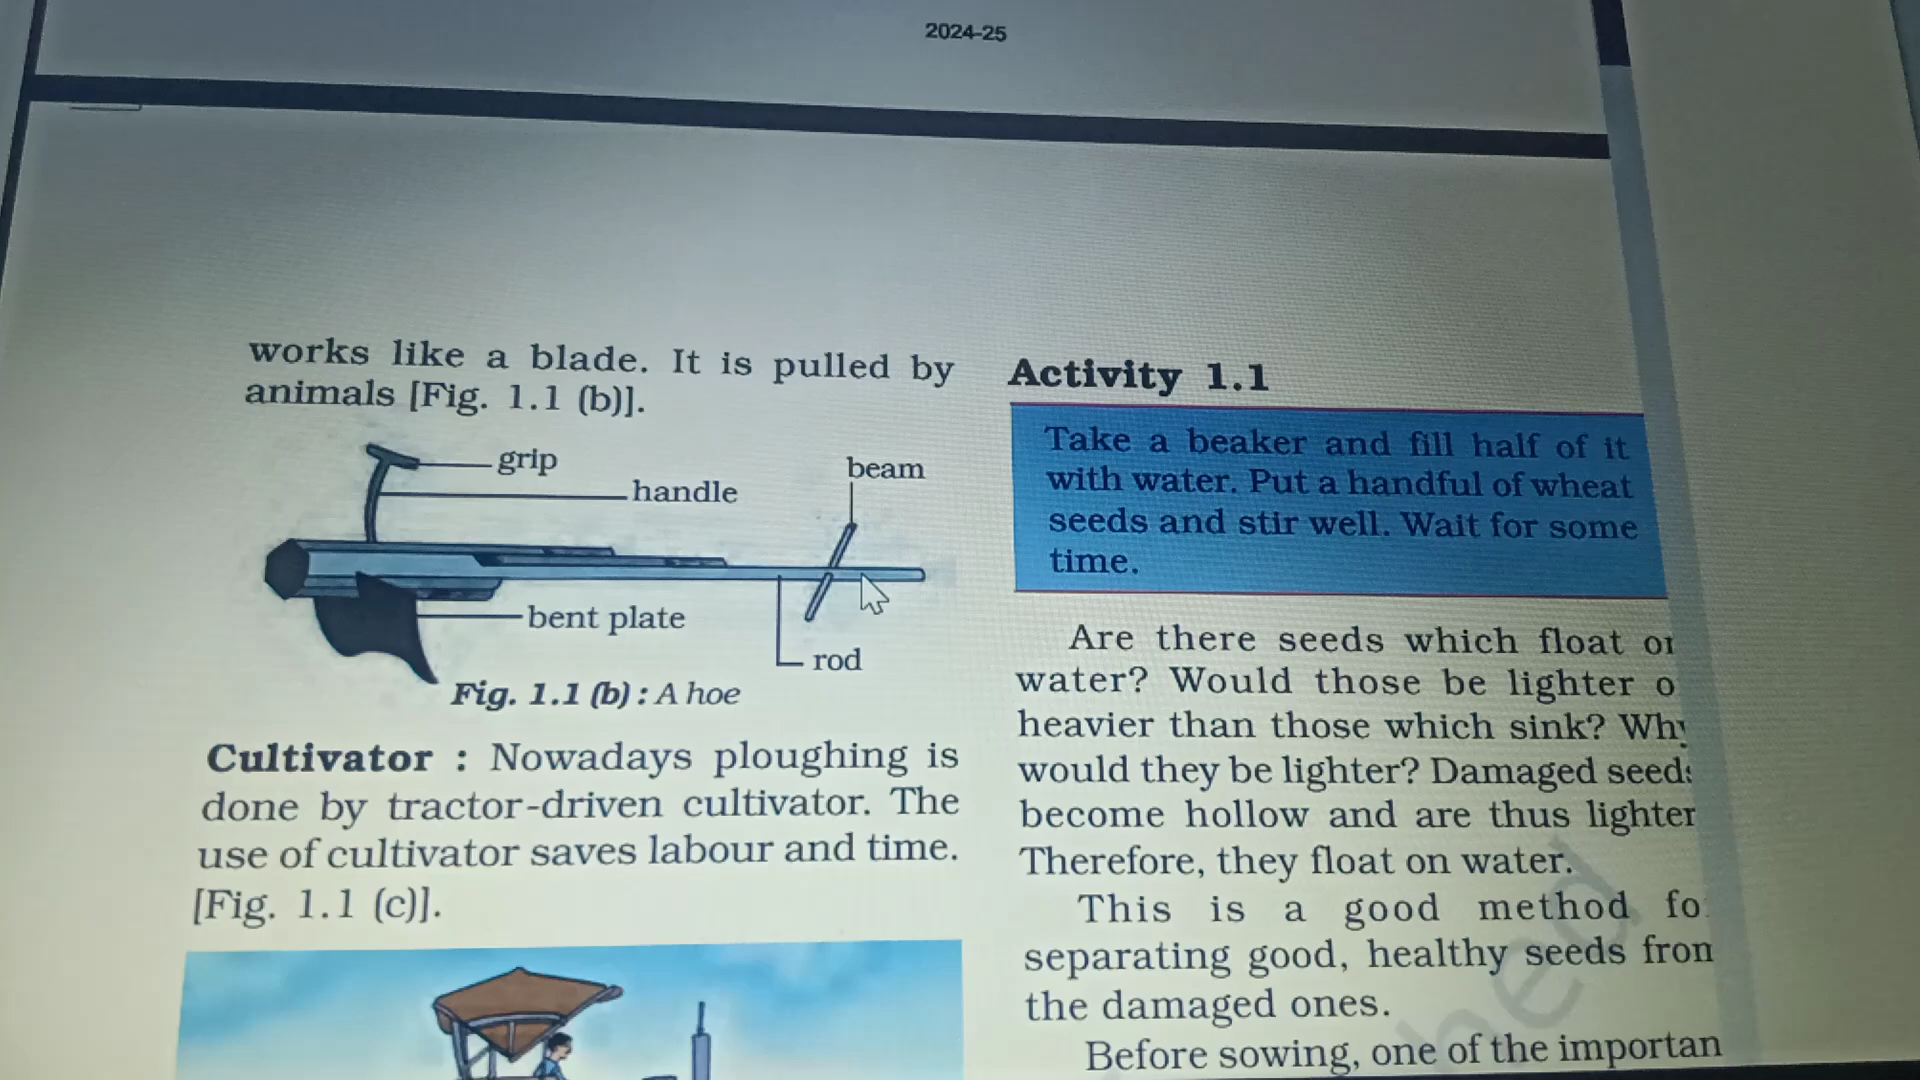 2024-25
works like a blade. It is pulled by
animals [Fig. 1.1 (b)].
grip
handle
beam
bent plate
rod
Fig. 1.1 (b) : A hoe
Cultivator : Nowadays ploughing is
done by tractor-driven cultivator. The
use of cultivator saves labour and time.
[Fig. 1.1 (c)].
Activity 1.1
Take a beaker and fill half of it
with water. Put a handful of wheat
seeds and stir well. Wait for some
time.
Are there seeds which float
water? Would those be lighter
heavier than those which sink?
would they be lighter? Damaged
become hollow and are thus lighter
Therefore, they float on water.
This is a good method
separating good, healthy seeds
the damaged ones.
Before sowing, one of the